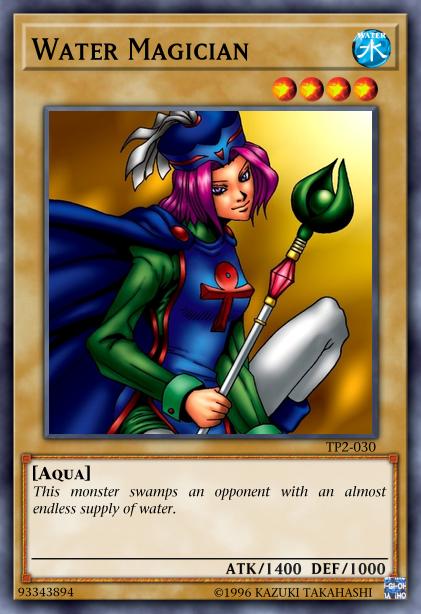 WATER MAGICIAN
WATER
水
TP2-030
[AQUA]
This monster swamps an opponent with an almost
endless supply of water.
ATK/1400 DEF/1000
93343894
©1996 KAZUKI TAKAHASHI